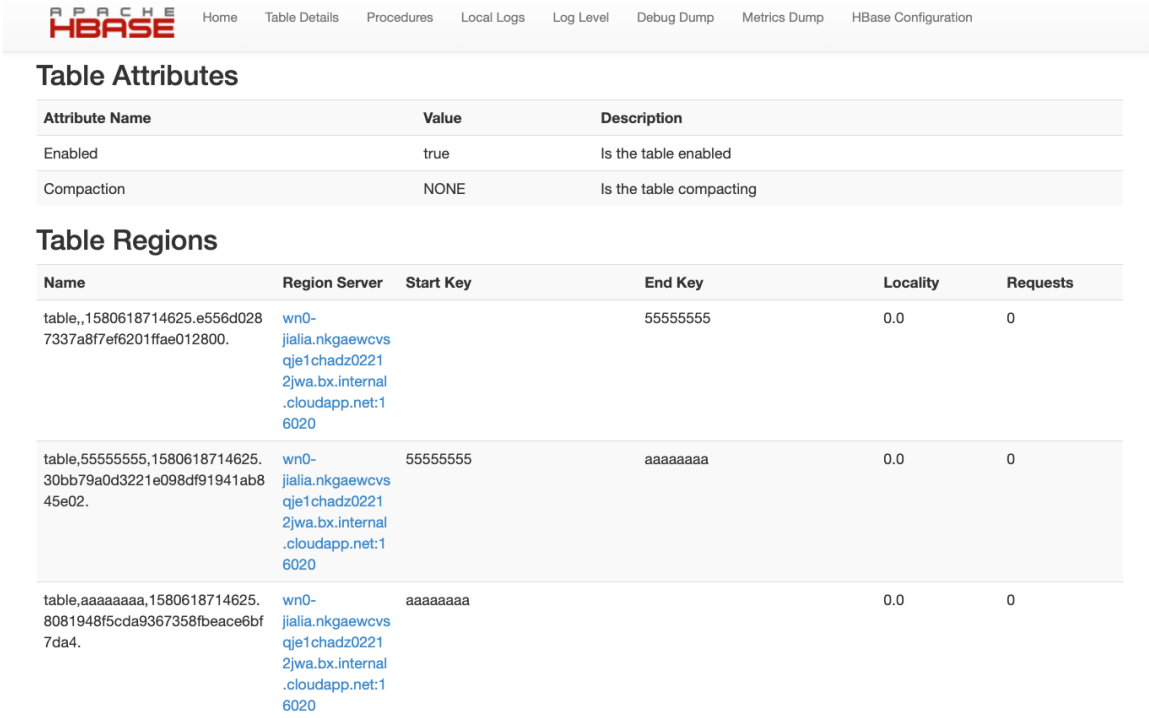 APACHE
HBASE
Home Table Details Procedures Local Logs Log Level Debug Dump Metrics Dump HBase Configuration
Table Attributes
Attribute Name Value Description
Enabled true Is the table enabled
Compaction NONE Is the table compacting
Table Regions
Name Region Server Start Key End Key Locality Requests
table,,1580618714625.e556d028 wn0- 55555555 0.0 0
7337a8f7ef6201ffae012800. jialia.nkgaewcvs
qje1chadz0221
2jwa.bx.internal
.cloudapp.net:1
6020
table,55555555,1580618714625. wn0- 55555555 aaaaaaaa 0.0 0
30bb79a0d3221e098df91941ab8 jialia.nkgaewcvs
45e02. qje1chadz0221
2jwa.bx.internal
.cloudapp.net:1
6020
table,aaaaaaaa,1580618714625. wn0- aaaaaaaa 0.0 0
8081948f5cda9367358fbeace6bf jialia.nkgaewcvs
7da4. qje1chadz0221
2jwa.bx.internal
.cloudapp.net:1
6020